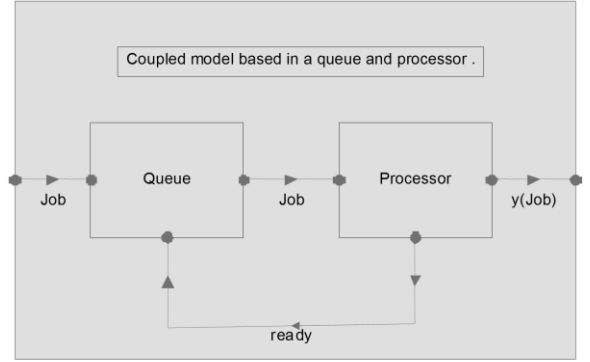 Coupled model based in a queue and processor .
Queue
Processor
Job
Job
y(Job)
ready